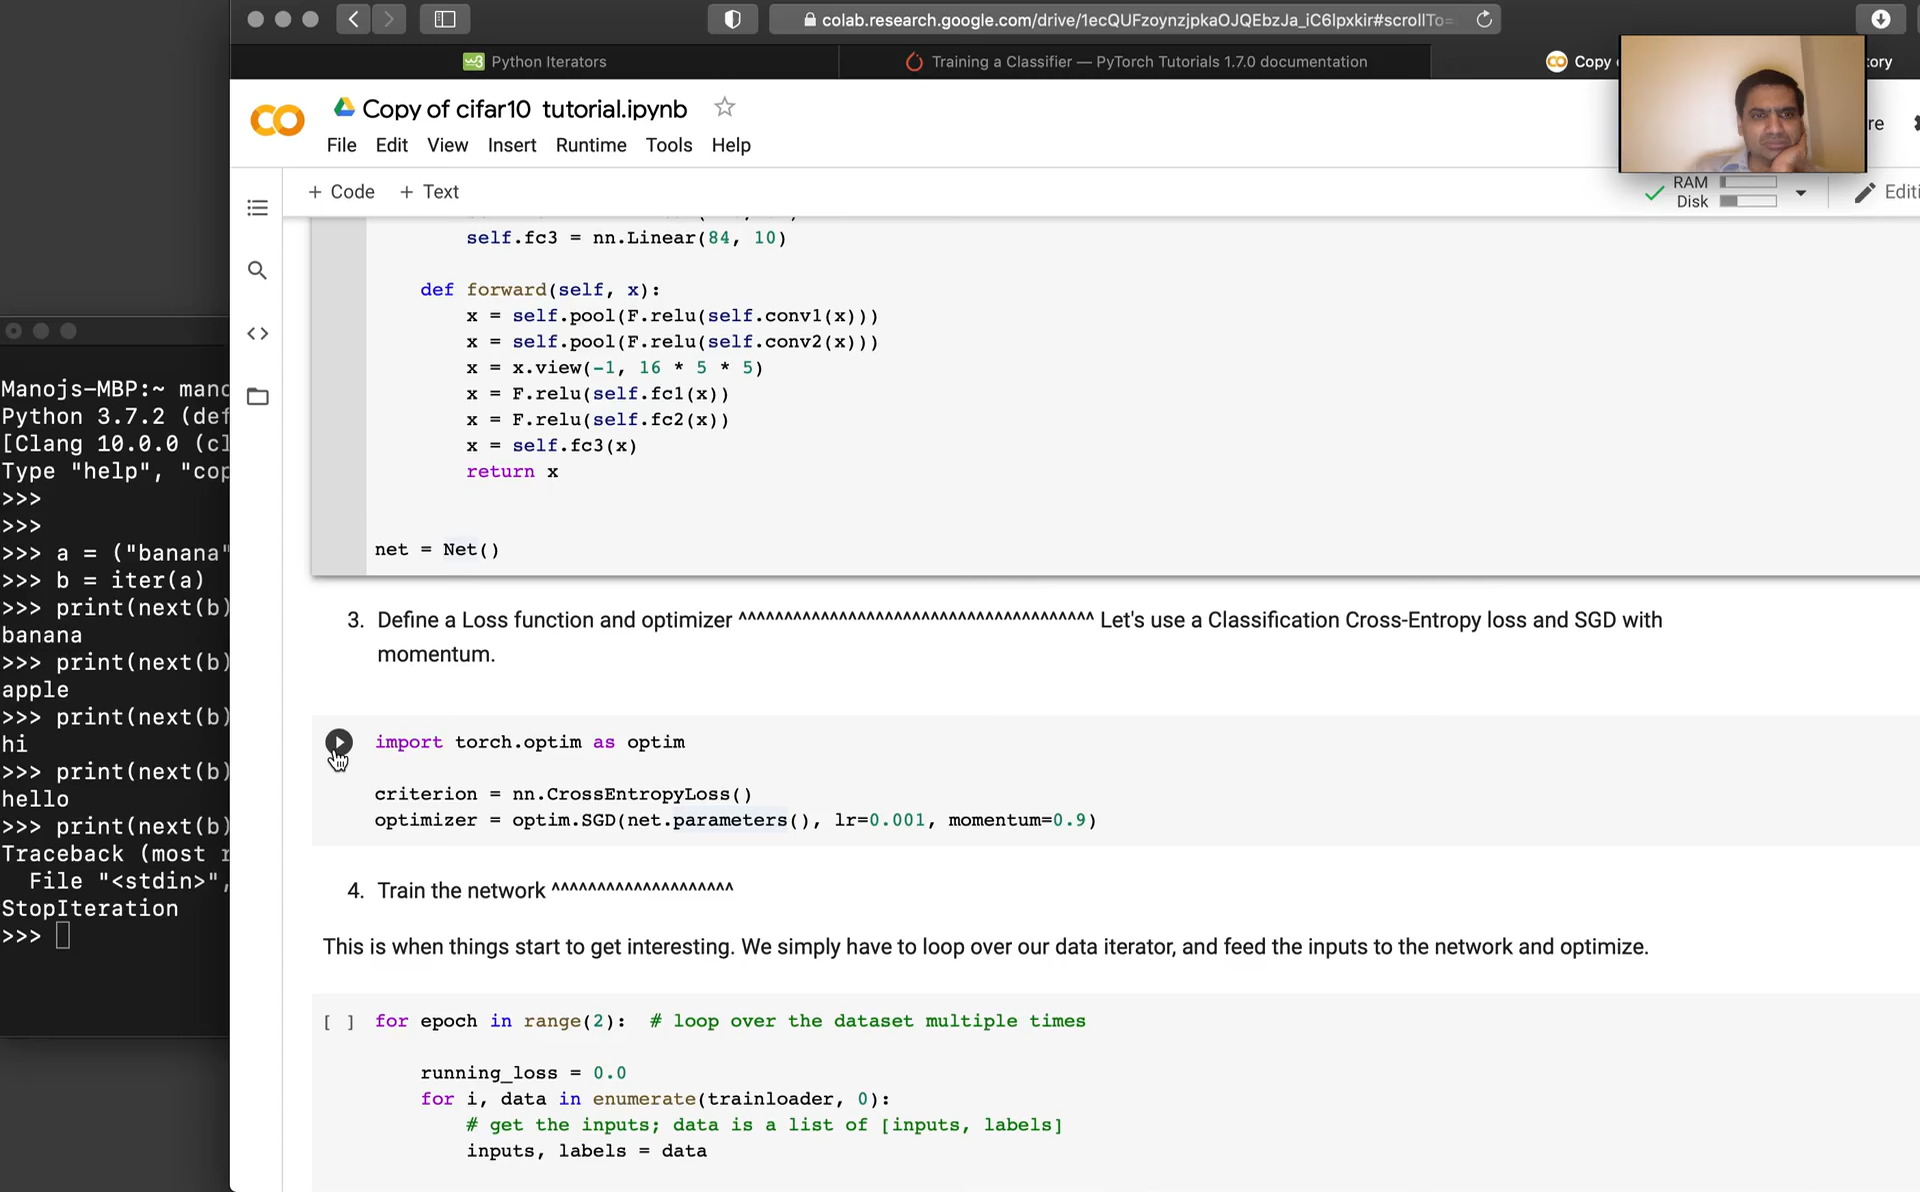 colab.research.google.com/drive/1ecQUFzoynzjpkaOJQEbzJa_iC6lpxkir#scrollTo=
Python Iterators
Training a Classifier — PyTorch Tutorials 1.7.0 documentation
Copy
ory
Copy of cifar10 tutorial.ipynb
re
File Edit View Insert Runtime Tools Help
+ Code + Text
RAM
Disk
Editi
self.fc3 = nn.Linear(84, 10)
def forward(self, x):
x = self.pool(F.relu(self.conv1(x)))
x = self.pool(F.relu(self.conv2(x)))
x = x.view(-1, 16 * 5 * 5)
x = F.relu(self.fc1(x))
x = F.relu(self.fc2(x))
x = self.fc3(x)
return x
net = Net()
3. Define a Loss function and optimizer ^^^^^^^^^^^^^^^^^^^^^^^^^^^^^^^^^^^^^^^ Let's use a Classification Cross-Entropy loss and SGD with
momentum.
import torch.optim as optim
criterion = nn.CrossEntropyLoss()
optimizer = optim.SGD(net.parameters(), lr=0.001, momentum=0.9)
4. Train the network ^^^^^^^^^^^^^^^^^^^^
This is when things start to get interesting. We simply have to loop over our data iterator, and feed the inputs to the network and optimize.
[ ] for epoch in range(2): # loop over the dataset multiple times
running_loss = 0.0
for i, data in enumerate(trainloader, 0):
# get the inputs; data is a list of [inputs, labels]
inputs, labels = data
Manojs-MBP:~ mano
Python 3.7.2 (def
[Clang 10.0.0 (cl
Type "help", "cop
>>>
>>>
>>> a = ("banana"
>>> b = iter(a)
>>> print(next(b)
banana
>>> print(next(b)
apple
>>> print(next(b)
hi
>>> print(next(b)
hello
>>> print(next(b)
Traceback (most r
File "<stdin>",
StopIteration
>>>